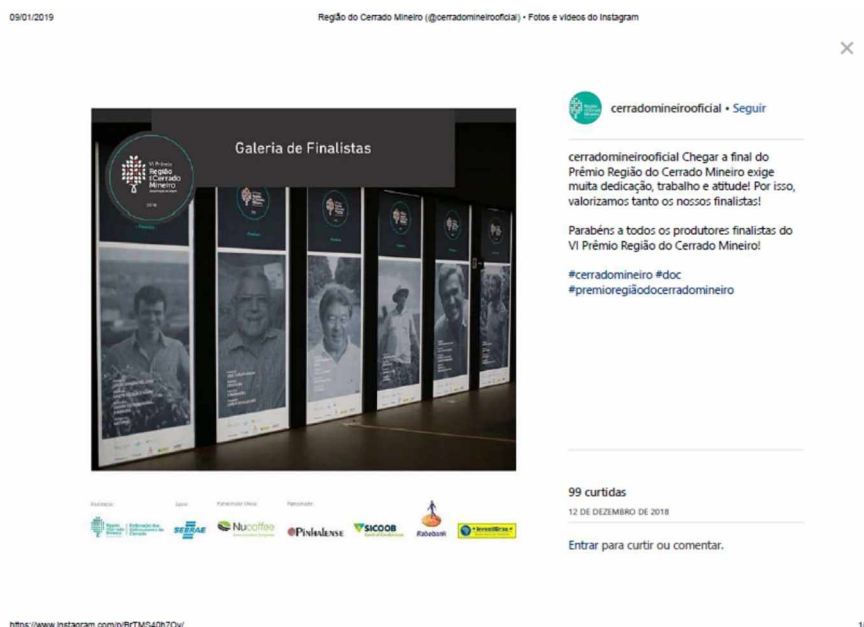 09/01/2019
Região do Cerrado Mineiro (@cerradomineirooficial) • Fotos e vídeos do Instagram
Galeria de Finalistas
VI Prêmio
Região
do Cerrado
Mineiro
2018
cerradomineirooficial • Seguir
cerradomineirooficial Chegar a final do
Prêmio Região do Cerrado Mineiro exige
muita dedicação, trabalho e atitude! Por isso,
valorizamos tanto os nossos finalistas!
Parabéns a todos os produtores finalistas do
VI Prêmio Região do Cerrado Mineiro!
#cerradomineiro #doc
#premioregiãodocerradomineiro
99 curtidas
12 DE DEZEMBRO DE 2018
Entrar para curtir ou comentar.
SEBRAE
Nucoffee
PINHALENSE
SICOOB
Rabobank
https://www.instagram.com/p/BrTMS40h7Oy/